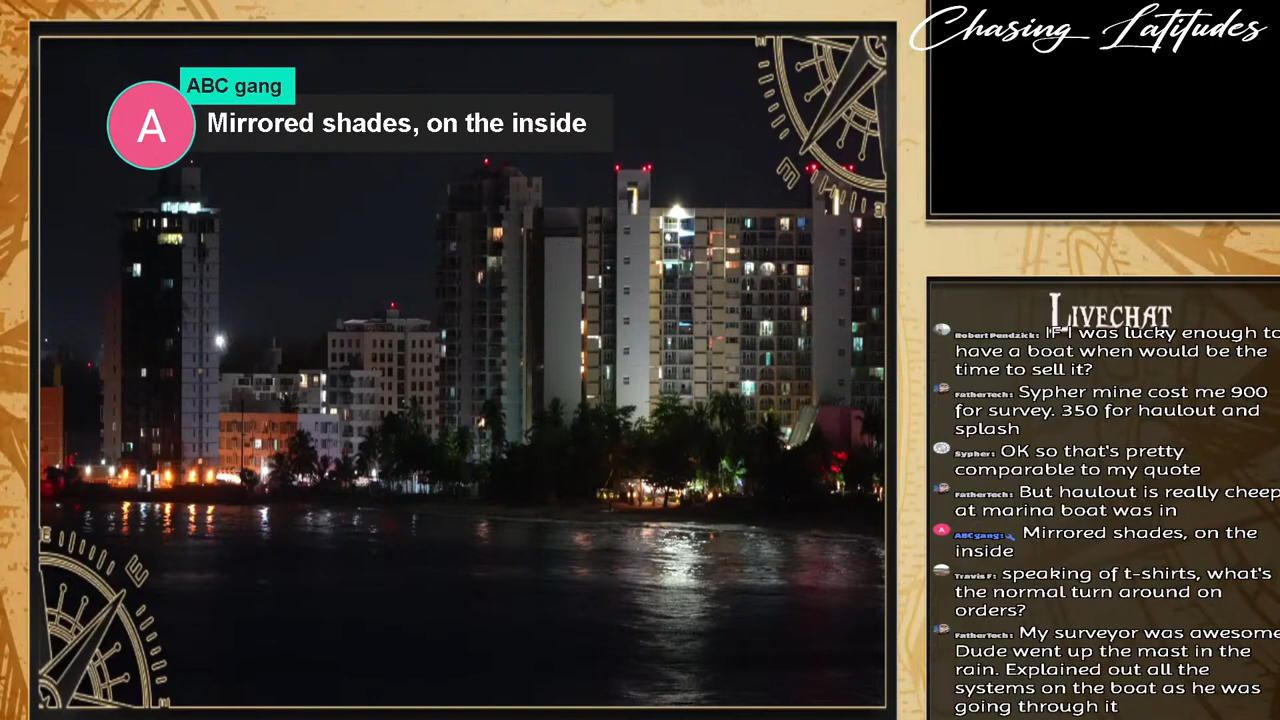 Chasing Latitudes
ABC gang
A
Mirrored shades, on the inside
E
E
E
E
LIVECHAT
Robert Pendzick: IF I was lucky enough to
have a boat when would be the
time to sell it?
FatherTech: Sypher mine cost me 900
for survey. 350 for haulout and
splash
Sypher: OK so that's pretty
comparable to my quote
FatherTech: But haulout is really cheep
at marina boat was in
A ABC gang: Mirrored shades, on the
inside
Travis F: speaking of t-shirts, what's
the normal turn around on
orders?
FatherTech: My surveyor was awesome
Dude went up the mast in the
rain. Explained out all the
systems on the boat as he was
going through it